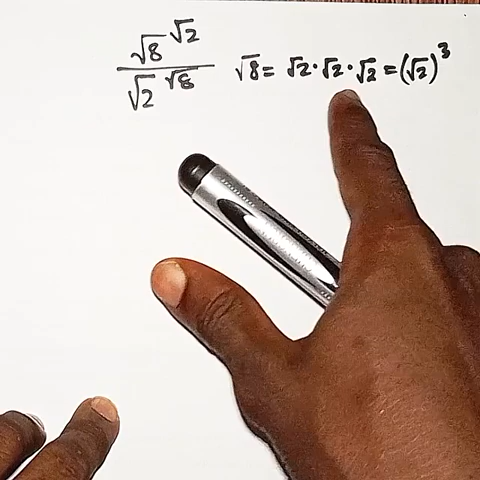 √8^√2 / √2^√8
√8 = √2 · √2 · √2 = (√2)^3